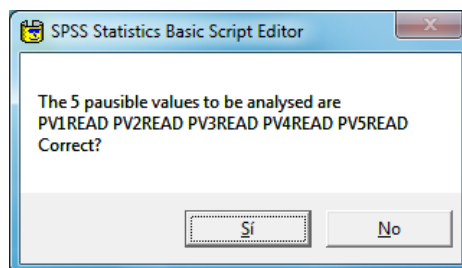 SPSS Statistics Basic Script Editor
The 5 pausible values to be analysed are
PV1READ PV2READ PV3READ PV4READ PV5READ
Correct?
Sí
No